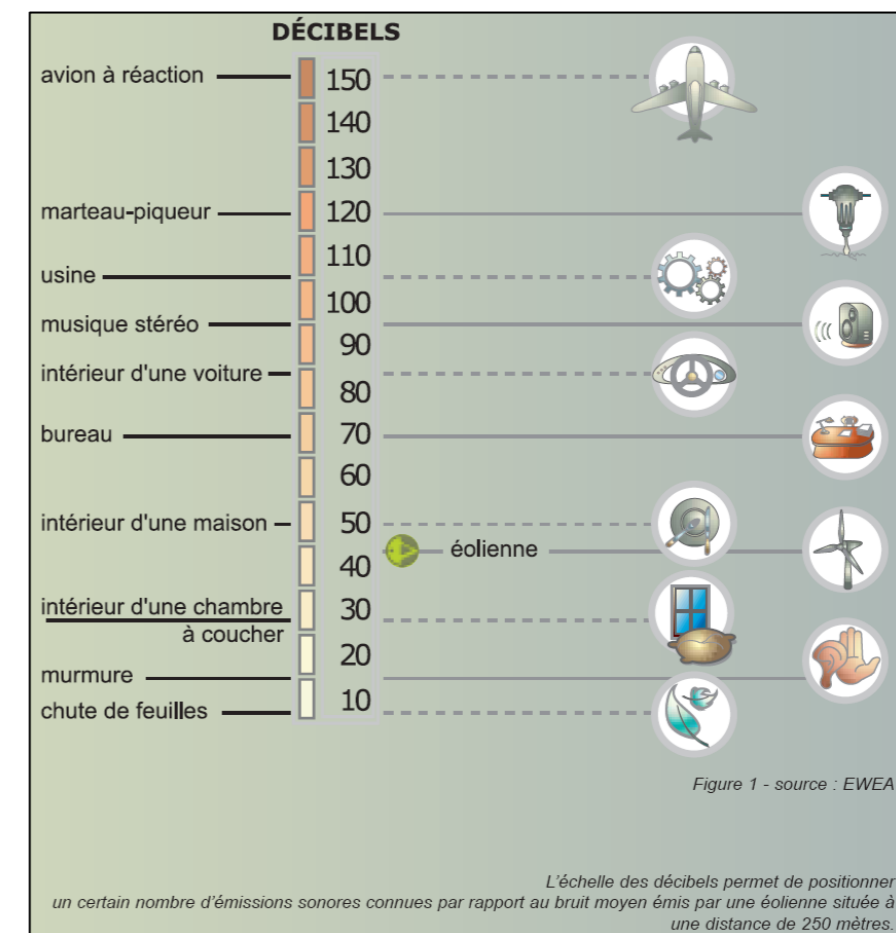 DÉCIBELS
avion à réaction 150
140
130
marteau-piqueur 120
110
usine
100
musique stéréo
90
intérieur d'une voiture
80
bureau 70
60
intérieur d'une maison 50
éolienne
40
intérieur d'une chambre 30
à coucher
20
murmure
chute de feuilles 10
Figure 1 - source : EWEA
L'échelle des décibels permet de positionner
un certain nombre d'émissions sonores connues par rapport au bruit moyen émis par une éolienne située à
une distance de 250 mètres.